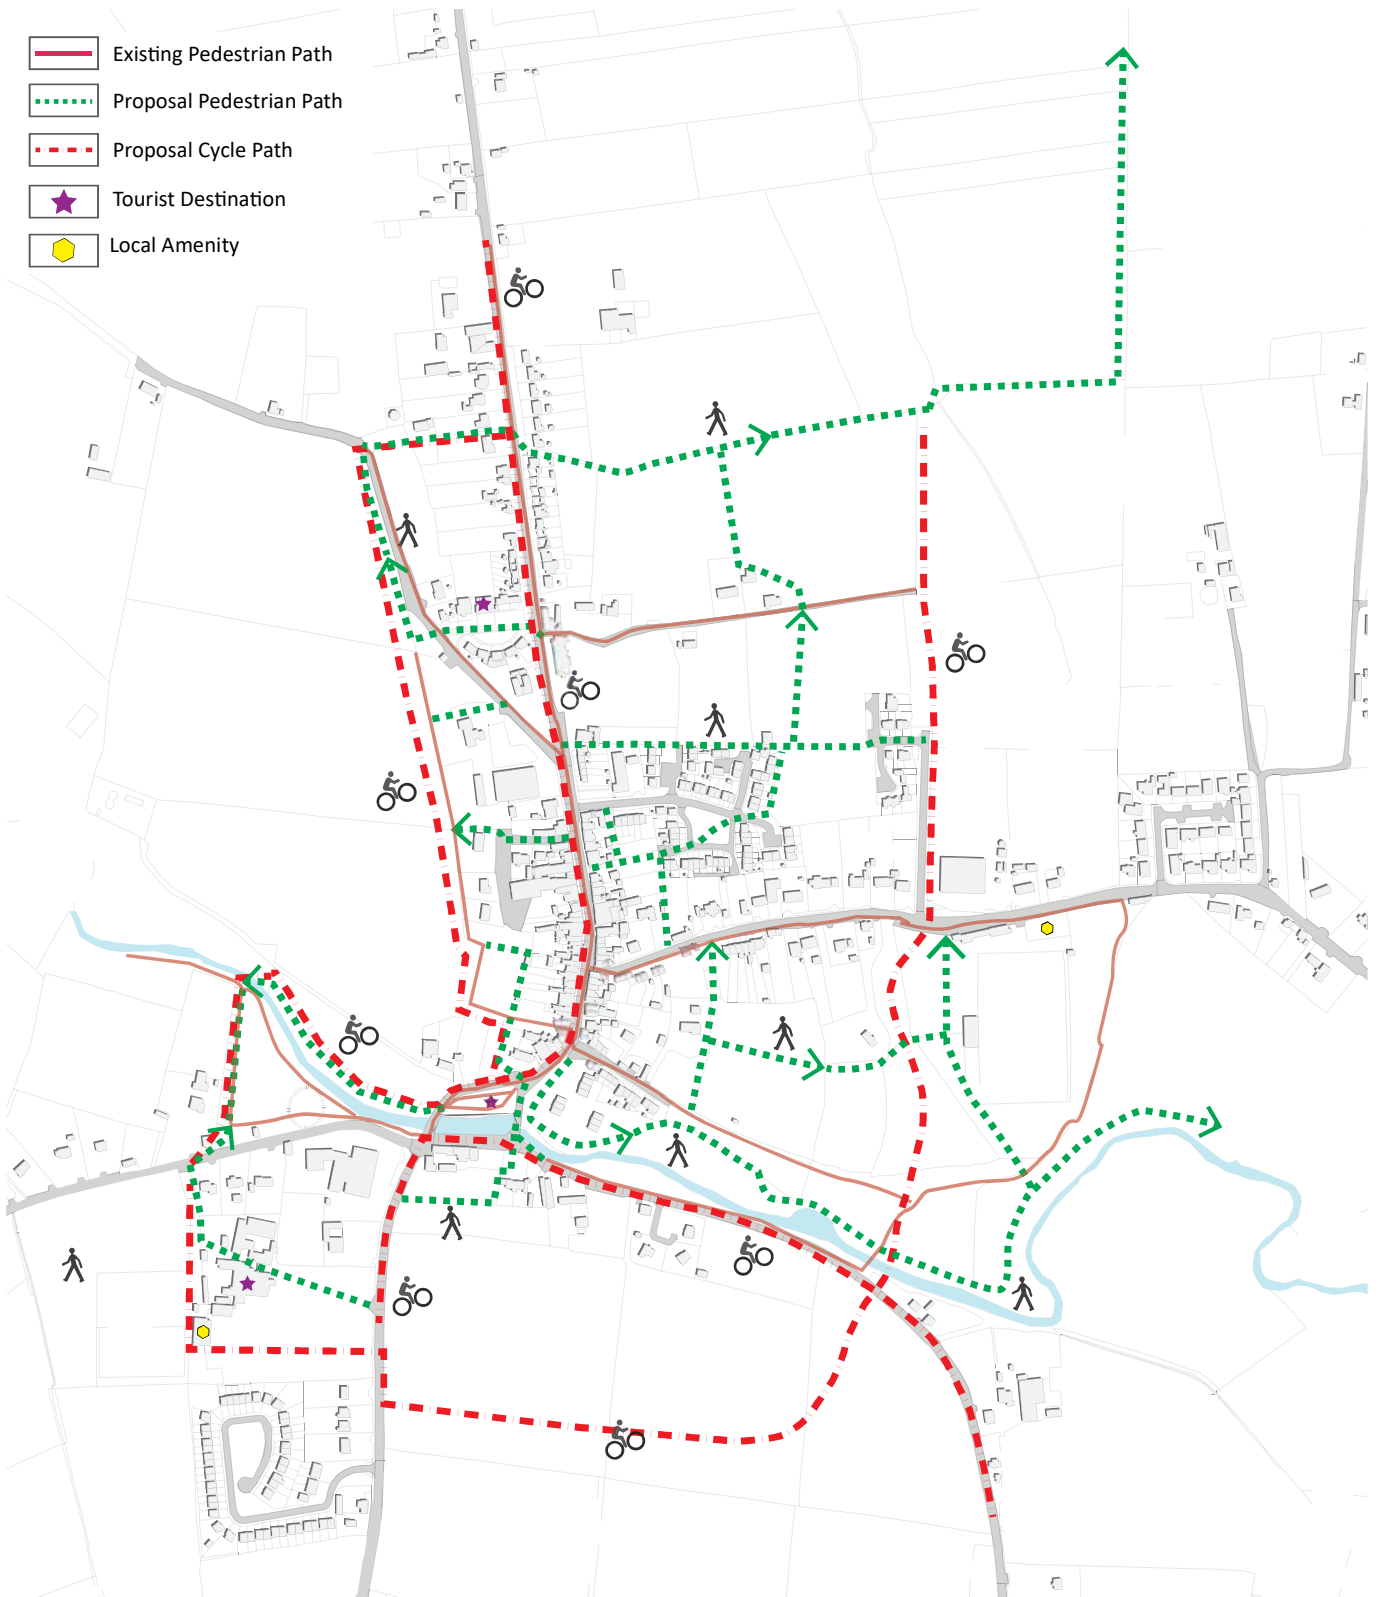 Existing Pedestrian Path
Proposal Pedestrian Path
Proposal Cycle Path
Tourist Destination
Local Amenity